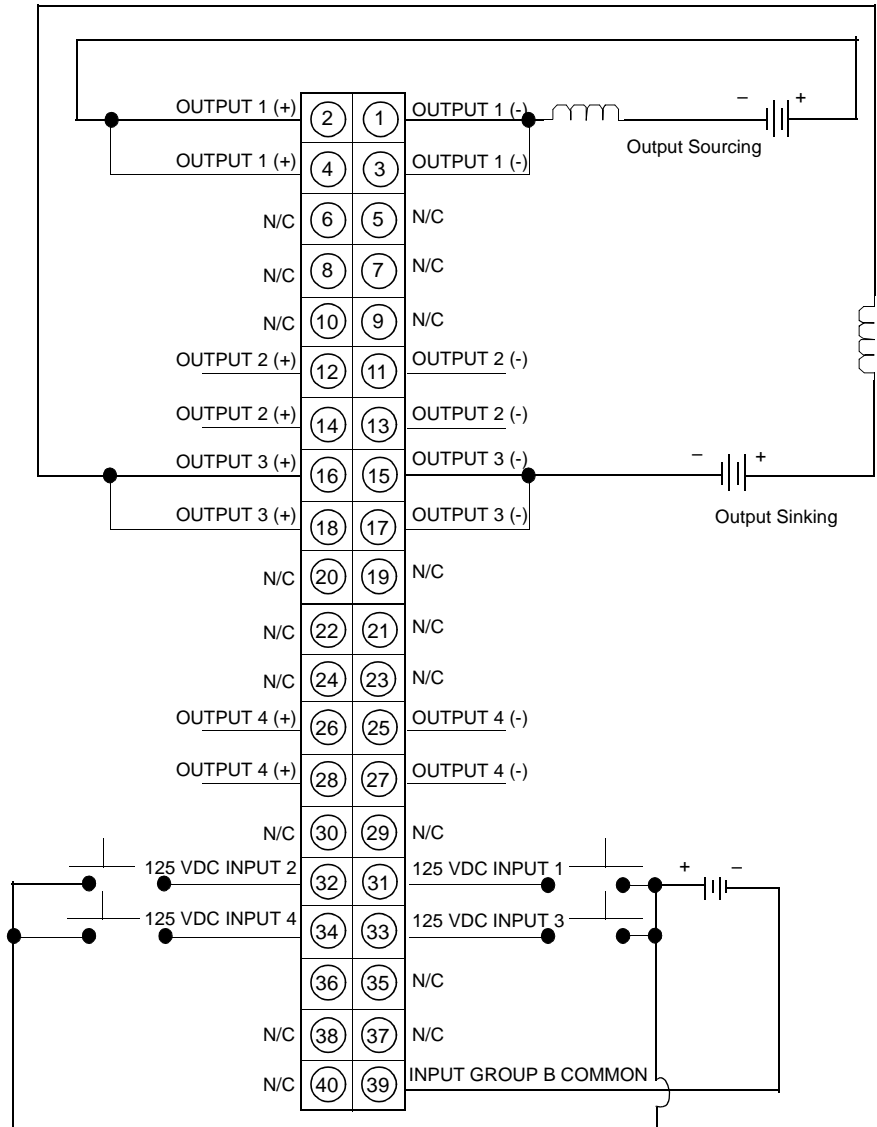 OUTPUT 1 (+) 2 1 OUTPUT 1 (-) – +
Output Sourcing
OUTPUT 1 (+) 4 3 OUTPUT 1 (-)
N/C 6 5 N/C
N/C 8 7 N/C
N/C 10 9 N/C
OUTPUT 2 (+) 12 11 OUTPUT 2 (-)
OUTPUT 2 (+) 14 13 OUTPUT 2 (-)
OUTPUT 3 (+) 16 15 OUTPUT 3 (-) – +
OUTPUT 3 (+) 18 17 OUTPUT 3 (-) Output Sinking
N/C 20 19 N/C
N/C 22 21 N/C
N/C 24 23 N/C
OUTPUT 4 (+) 26 25 OUTPUT 4 (-)
OUTPUT 4 (+) 28 27 OUTPUT 4 (-)
N/C 30 29 N/C
125 VDC INPUT 2 32 31 125 VDC INPUT 1 + –
125 VDC INPUT 4 34 33 125 VDC INPUT 3
36 35 N/C
N/C 38 37 N/C
N/C 40 39 INPUT GROUP B COMMON